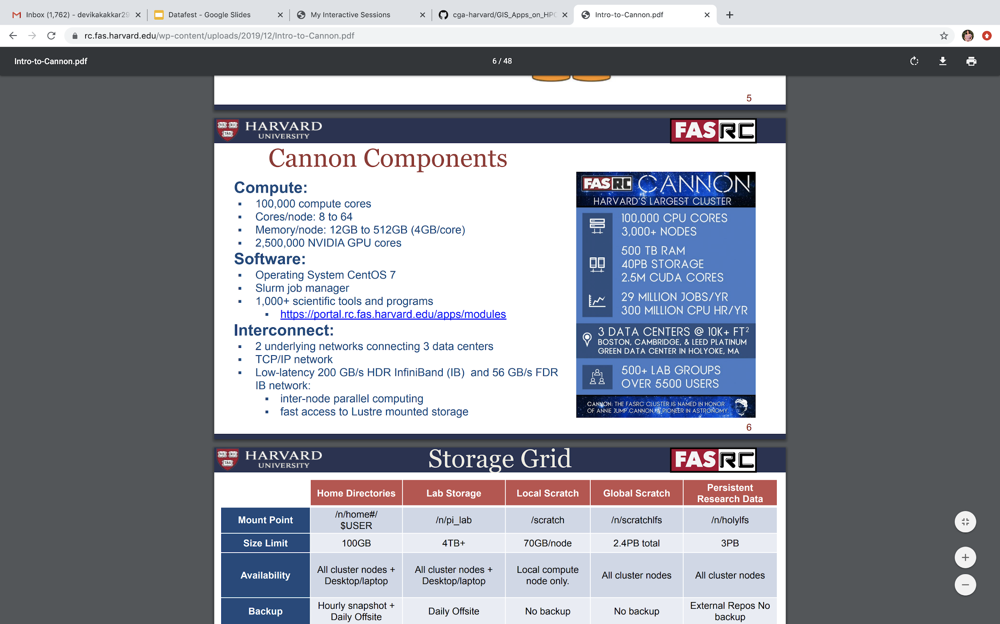 Inbox (1,762) - devikakakkar29
Datafest - Google Slides
My Interactive Sessions
cga-harvard/GIS_Apps_on_HPC
Intro-to-Cannon.pdf
rc.fas.harvard.edu/wp-content/uploads/2019/12/Intro-to-Cannon.pdf
Intro-to-Cannon.pdf
6 / 48
5
VE RI
TAS
HARVARD
UNIVERSITY
FASRC
Cannon Components
Compute:
▪ 100,000 compute cores
▪ Cores/node: 8 to 64
▪ Memory/node: 12GB to 512GB (4GB/core)
▪ 2,500,000 NVIDIA GPU cores
Software:
▪ Operating System CentOS 7
▪ Slurm job manager
▪ 1,000+ scientific tools and programs
▪ https://portal.rc.fas.harvard.edu/apps/modules
Interconnect:
▪ 2 underlying networks connecting 3 data centers
▪ TCP/IP network
▪ Low-latency 200 GB/s HDR InfiniBand (IB) and 56 GB/s FDR
IB network:
▪ inter-node parallel computing
▪ fast access to Lustre mounted storage
FASRC CANNON
HARVARD'S LARGEST CLUSTER
100,000 CPU CORES
3,000+ NODES
500 TB RAM
40PB STORAGE
2.5M CUDA CORES
29 MILLION JOBS/YR
300 MILLION CPU HR/YR
3 DATA CENTERS @ 10K+ FT²
BOSTON, CAMBRIDGE, & LEED PLATINUM
GREEN DATA CENTER IN HOLYOKE, MA
500+ LAB GROUPS
OVER 5500 USERS
CANNON: THE FASRC CLUSTER IS NAMED IN HONOR
OF ANNIE JUMP CANNON, A PIONEER IN ASTRONOMY.
6
VE RI
TAS
HARVARD
UNIVERSITY
Storage Grid
FASRC
Home Directories
Lab Storage
Local Scratch
Global Scratch
Persistent
Research Data
Mount Point
/n/home#/
$USER
/n/pi_lab
/scratch
/n/scratchlfs
/n/holylfs
Size Limit
100GB
4TB+
70GB/node
2.4PB total
3PB
Availability
All cluster nodes +
Desktop/laptop
All cluster nodes +
Desktop/laptop
Local compute
node only.
All cluster nodes
All cluster nodes
Backup
Hourly snapshot +
Daily Offsite
Daily Offsite
No backup
No backup
External Repos No
backup